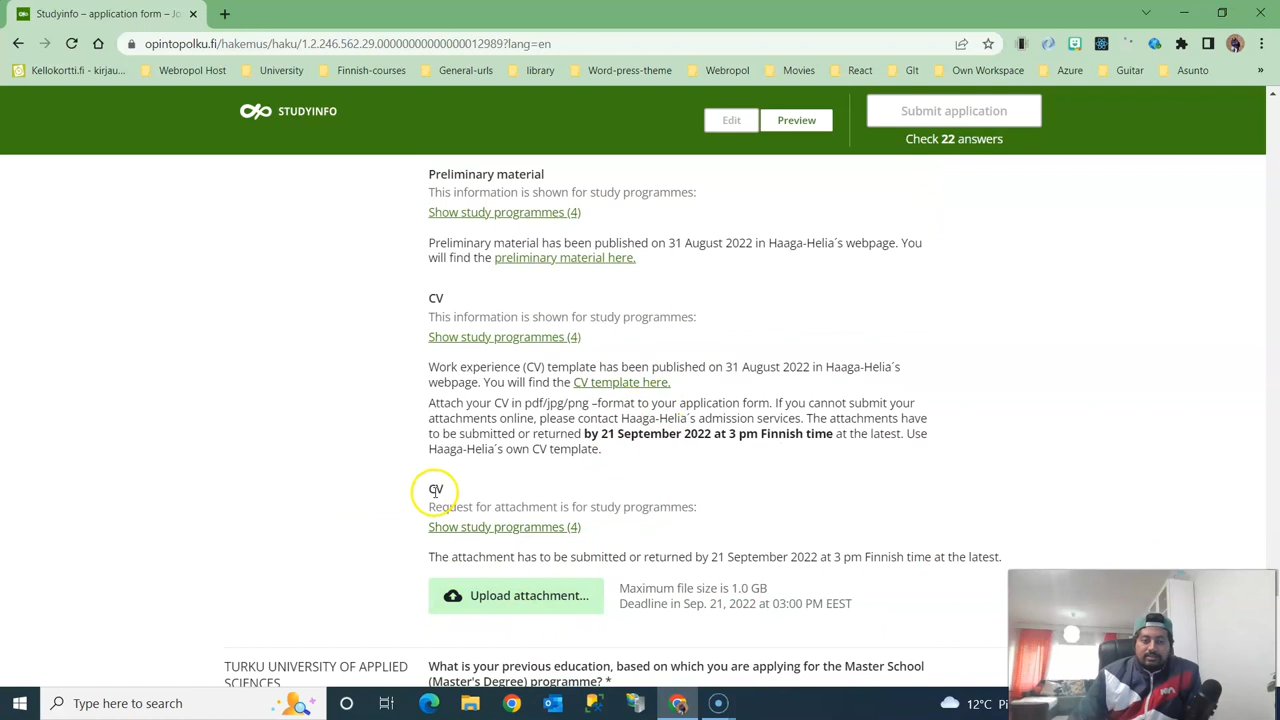 Studyinfo – application form – S
opintopolku.fi/hakemus/haku/1.2.246.562.29.00000000000000012989?lang=en
Kellokortti.fi - kirjau...
Webropol Host
University
Finnish-courses
General-urls
library
Word-press-theme
Webropol
Movies
React
GIt
Own Workspace
Azure
Guitar
Asunto
»
STUDYINFO
Edit
Preview
Submit application
Check 22 answers
Preliminary material
This information is shown for study programmes:
Show study programmes (4)
Preliminary material has been published on 31 August 2022 in Haaga-Helia´s webpage. You
will find the preliminary material here.
CV
This information is shown for study programmes:
Show study programmes (4)
Work experience (CV) template has been published on 31 August 2022 in Haaga-Helia´s
webpage. You will find the CV template here.
Attach your CV in pdf/jpg/png –format to your application form. If you cannot submit your
attachments online, please contact Haaga-Helia´s admission services. The attachments have
to be submitted or returned by 21 September 2022 at 3 pm Finnish time at the latest. Use
Haaga-Helia´s own CV template.
CV
Request for attachment is for study programmes:
Show study programmes (4)
The attachment has to be submitted or returned by 21 September 2022 at 3 pm Finnish time at the latest.
Upload attachment...
Maximum file size is 1.0 GB
Deadline in Sep. 21, 2022 at 03:00 PM EEST
TURKU UNIVERSITY OF APPLIED
SCIENCES
What is your previous education, based on which you are applying for the Master School
(Master's Degree) programme? *
Type here to search
12°C Pi